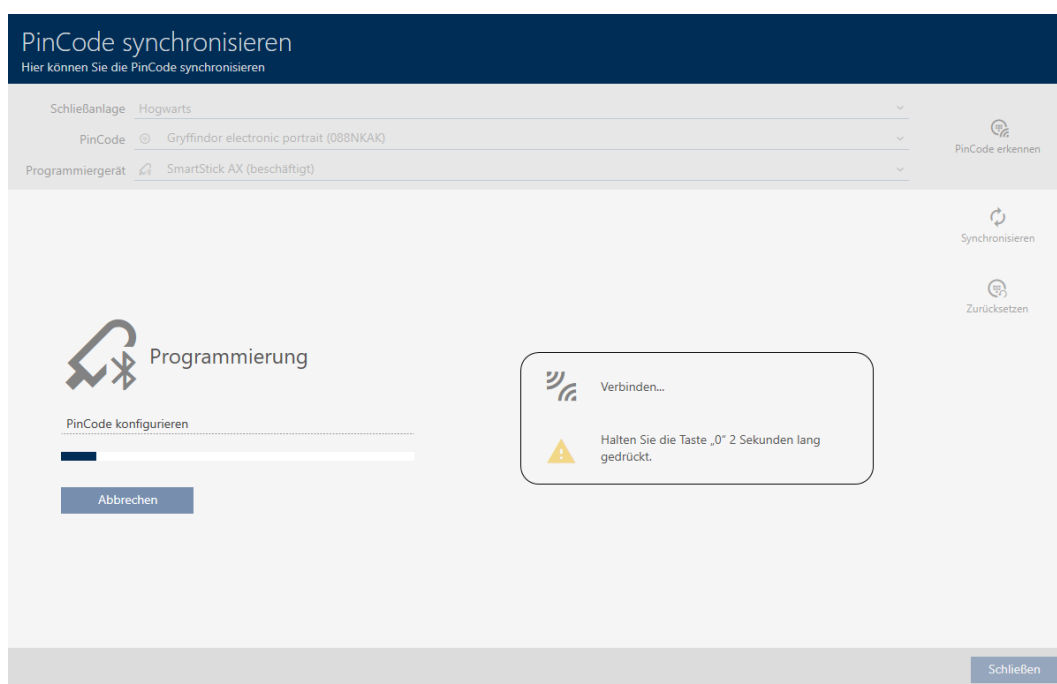 PinCode synchronisieren
Hier können Sie die PinCode synchronisieren
Schließanlage Hogwarts
PinCode Gryffindor electronic portrait (088NKAK)
Programmiergerät SmartStick AX (beschäftigt)
PinCode erkennen
Synchronisieren
Zurücksetzen
Programmierung
PinCode konfigurieren
Abbrechen
Verbinden...
Halten Sie die Taste „0“ 2 Sekunden lang
gedrückt.
Schließen